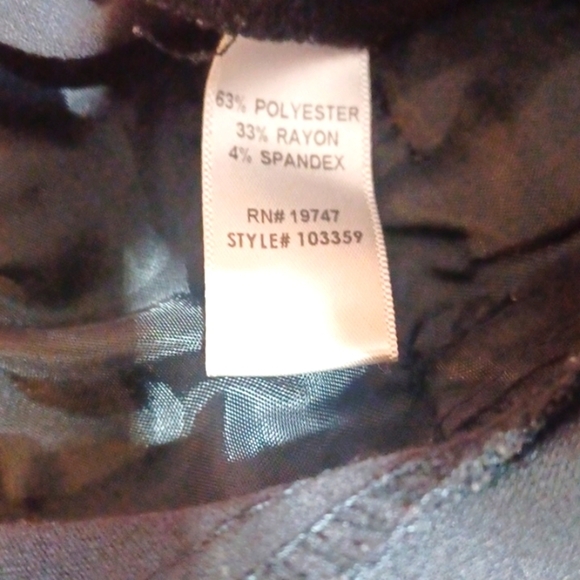 63% POLYESTER
33% RAYON
4% SPANDEX
RN# 19747
STYLE# 103359